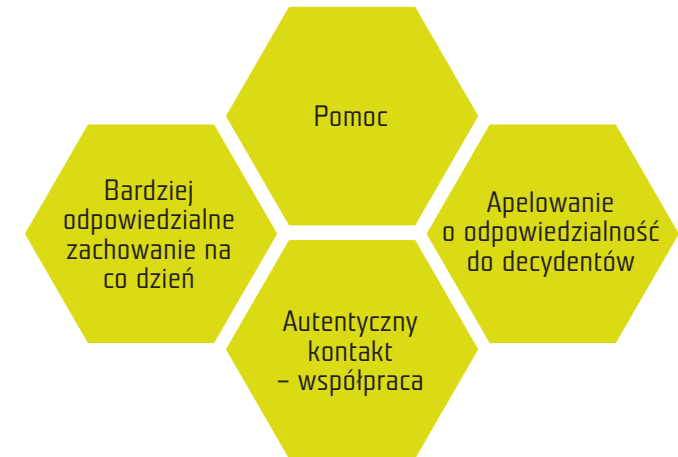 Pomoc
Bardziej
odpowiedzialne
zachowanie na
co dzień
Apelowanie
o odpowiedzialność
do decydentów
Autentyczny
kontakt
– współpraca